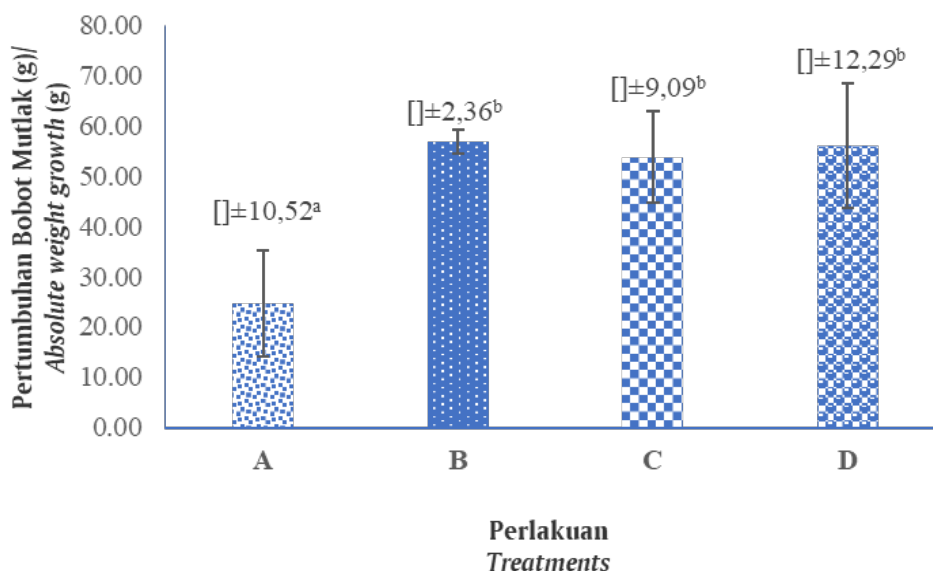 Pertumbuhan Bobot Mutlak (g)/
Absolute weight growth (g)
80.00
70.00
60.00
50.00
40.00
30.00
20.00
10.00
0.00
[]±10,52ᵃ
[]±2,36ᵇ
[]±9,09ᵇ
[]±12,29ᵇ
A B C D
Perlakuan
Treatments